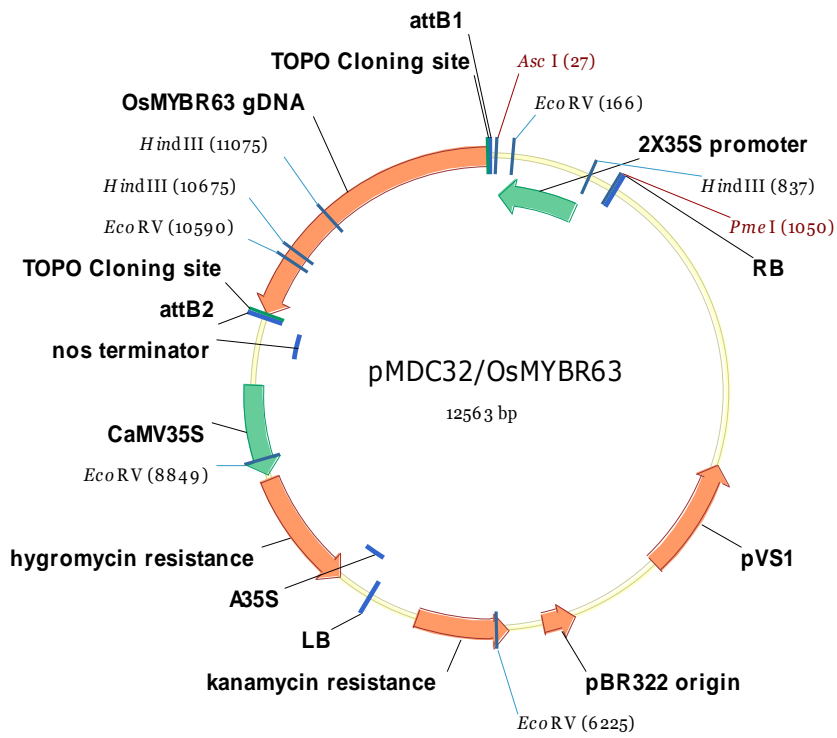 attB1
TOPO Cloning site
Asc I (27)
OsMYBR63 gDNA
EcoRV (166)
HindIII (11075)
2X35S promoter
HindIII (10675)
HindIII (837)
EcoRV (10590)
PmeI (1050)
TOPO Cloning site
RB
attB2
nos terminator
pMDC32/OsMYBR63
12563 bp
CaMV35S
EcoRV (8849)
hygromycin resistance
pVS1
A35S
LB
kanamycin resistance
pBR322 origin
EcoRV (6225)